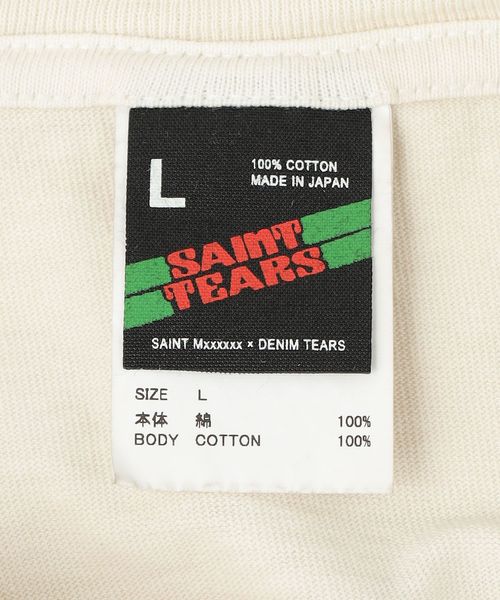 L
100% COTTON
MADE IN JAPAN
SAINT
TEARS
SAINT Mxxxxxx × DENIM TEARS
SIZE L
本体 綿 100%
BODY COTTON 100%